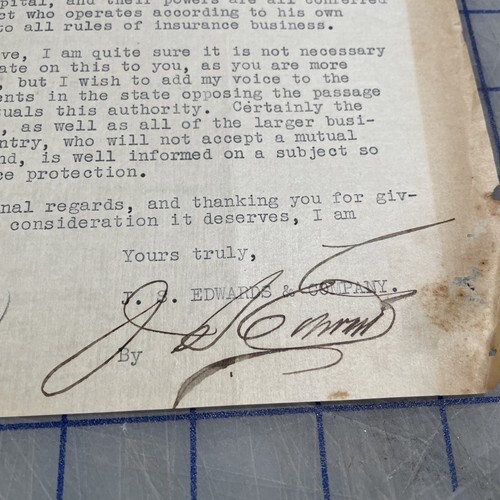 pital, and their powers are all conferred
ct who operates according to his own
to all rules of insurance business.
ve, I am quite sure it is not necessary
ate on this to you, as you are more
, but I wish to add my voice to the
ents in the state opposing the passage
suals this authority. Certainly the
, as well as all of the larger busi-
ntry, who will not accept a mutual
nd, is well informed on a subject so
ce protection.
nal regards, and thanking you for giv-
consideration it deserves, I am
Yours truly,
J. S. EDWARDS & COMPANY.
By